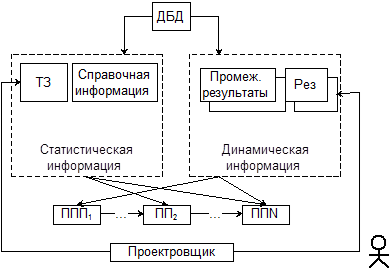 ДБД
ТЗ
Справочная
информация
Промеж.
результаты
Рез
Статистическая
информация
Динамическая
информация
ППП1 ... ПП2 ... ППN
Проектровщик